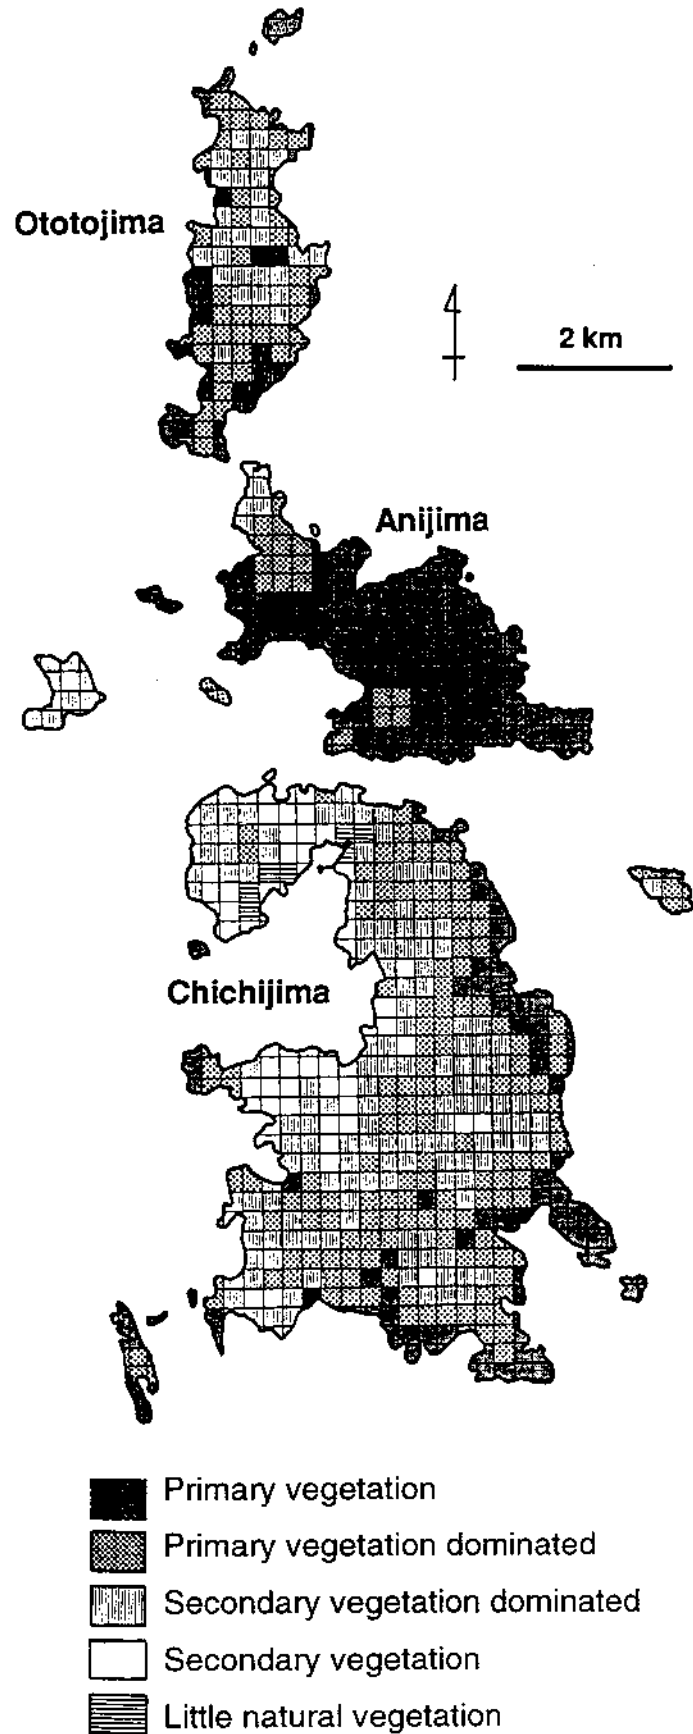 Ototojima
2 km
Anijima
Chichijima
Primary vegetation
Primary vegetation dominated
Secondary vegetation dominated
Secondary vegetation
Little natural vegetation